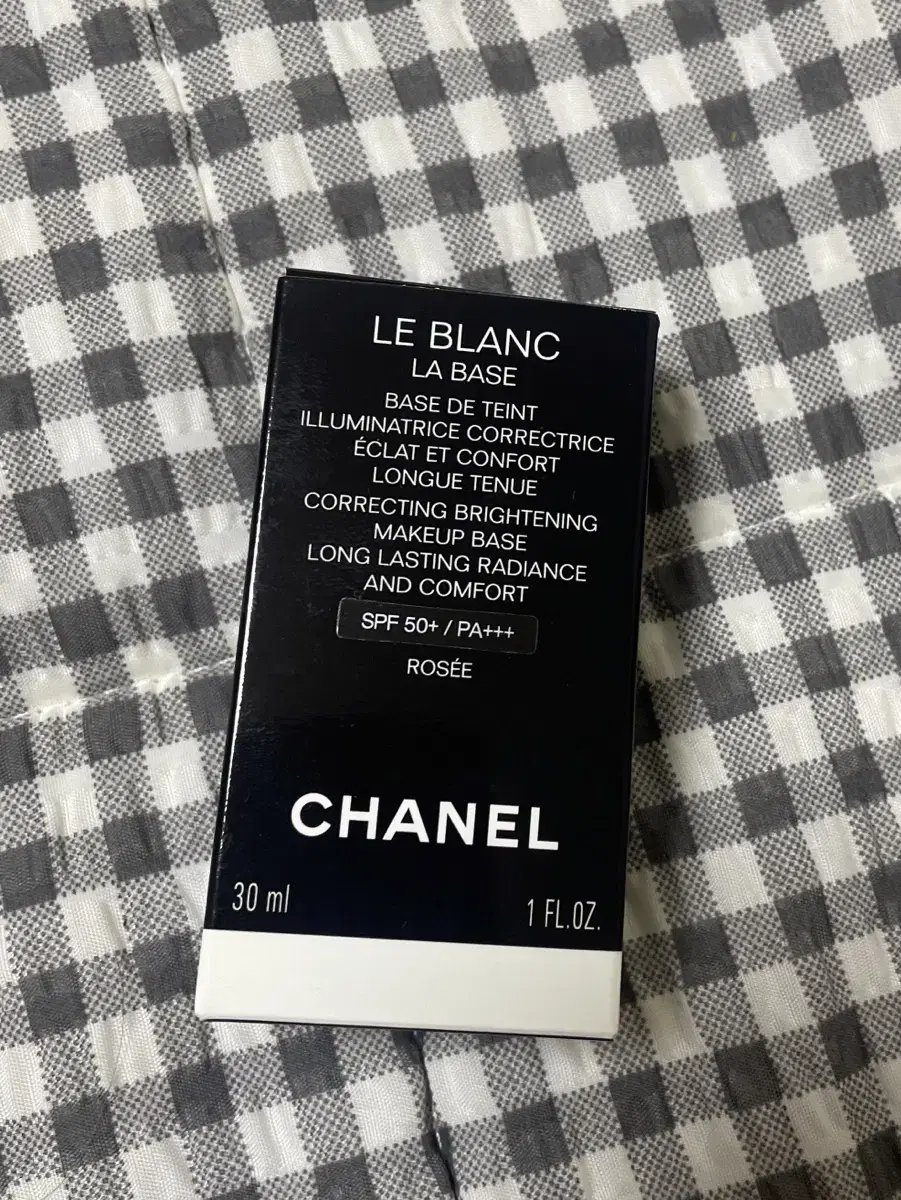 LE BLANC
LA BASE
BASE DE TEINT
ILLUMINATRICE CORRECTRICE
ÉCLAT ET CONFORT
LONGUE TENUE
CORRECTING BRIGHTENING
MAKEUP BASE
LONG LASTING RADIANCE
AND COMFORT
SPF 50+ / PA+++
ROSÉE
CHANEL
30 ml 1 FL.OZ.